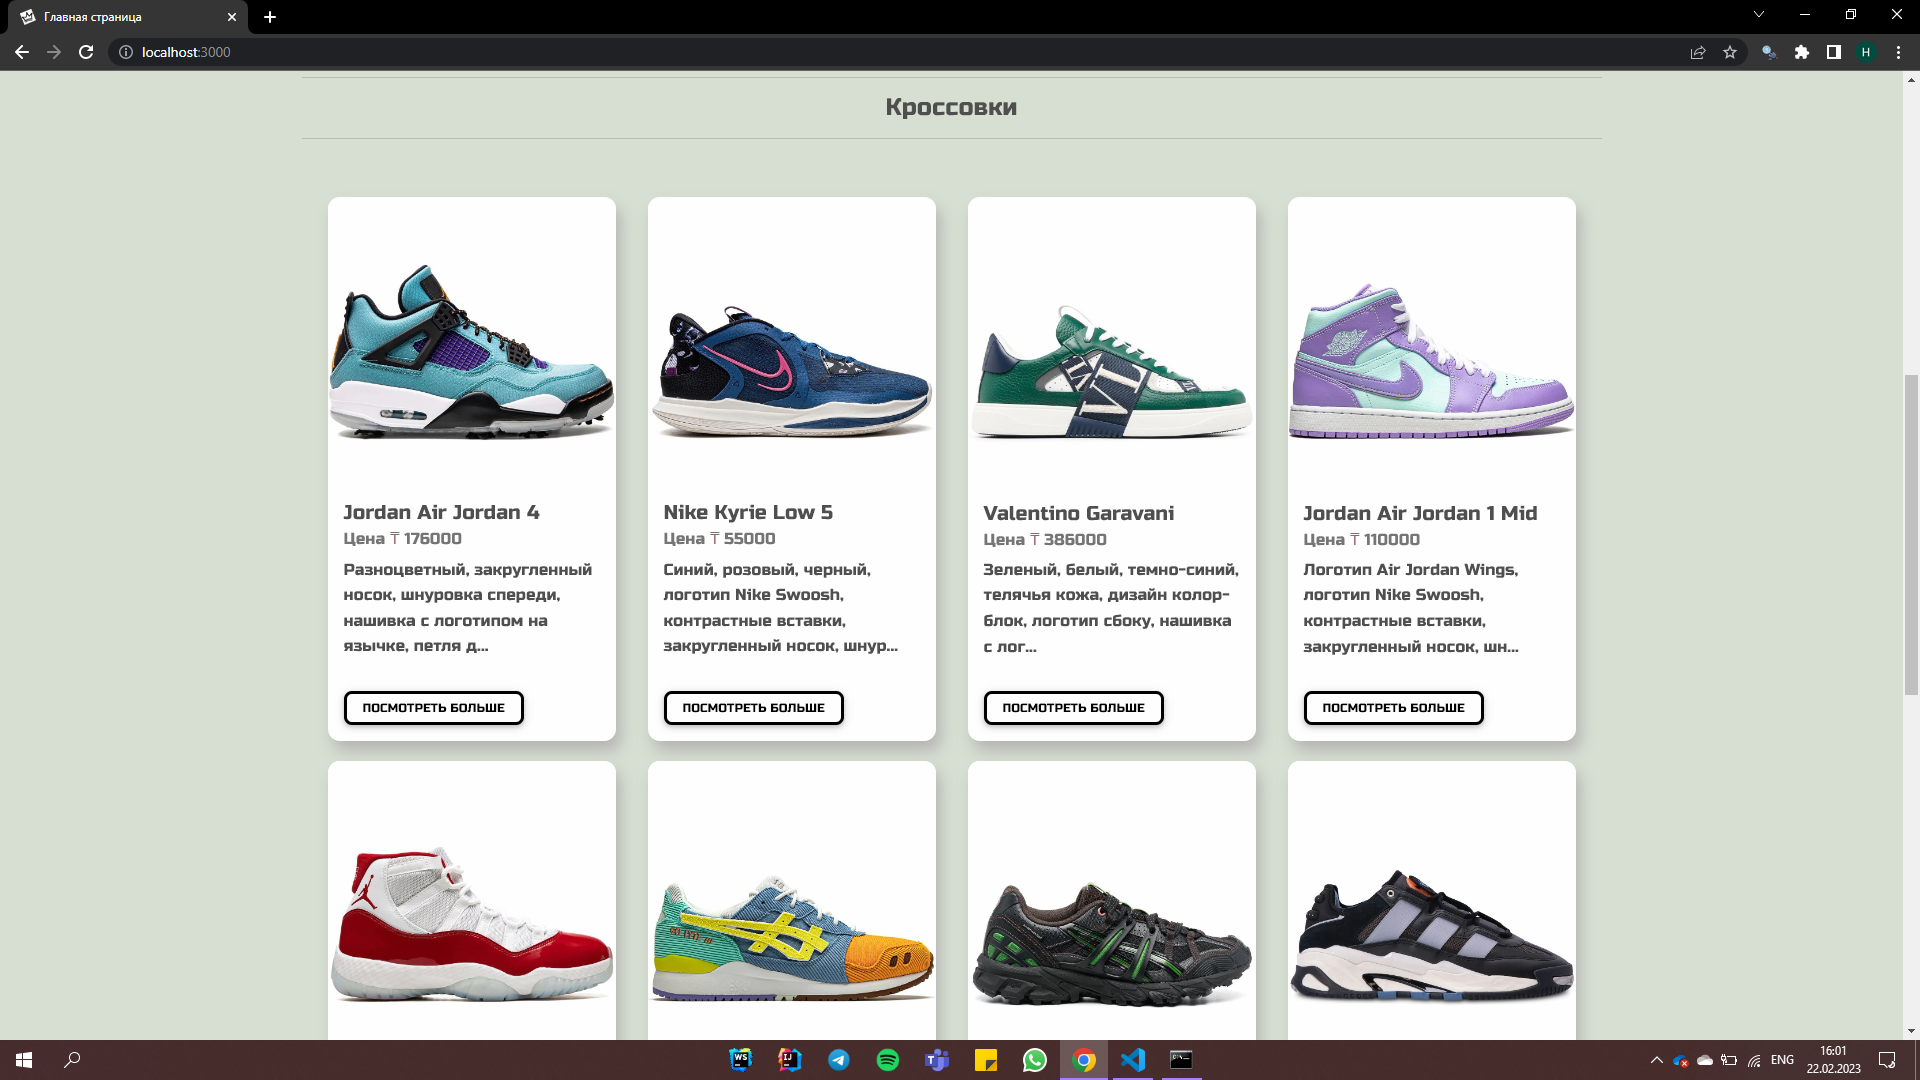 Главная страница
localhost:3000
H
Кроссовки
Jordan Air Jordan 4
Цена ₸ 176000
Разноцветный, закругленный
носок, шнуровка спереди,
нашивка с логотипом на
язычке, петля д...
ПОСМОТРЕТЬ БОЛЬШЕ
Nike Kyrie Low 5
Цена ₸ 55000
Синий, розовый, черный,
логотип Nike Swoosh,
контрастные вставки,
закругленный носок, шнур...
ПОСМОТРЕТЬ БОЛЬШЕ
Valentino Garavani
Цена ₸ 386000
Зеленый, белый, темно-синий,
телячья кожа, дизайн колор-
блок, логотип сбоку, нашивка
с лог...
ПОСМОТРЕТЬ БОЛЬШЕ
Jordan Air Jordan 1 Mid
Цена ₸ 110000
Логотип Air Jordan Wings,
логотип Nike Swoosh,
контрастные вставки,
закругленный носок, шн...
ПОСМОТРЕТЬ БОЛЬШЕ
WS
IJ
ENG
16:01
22.02.2023